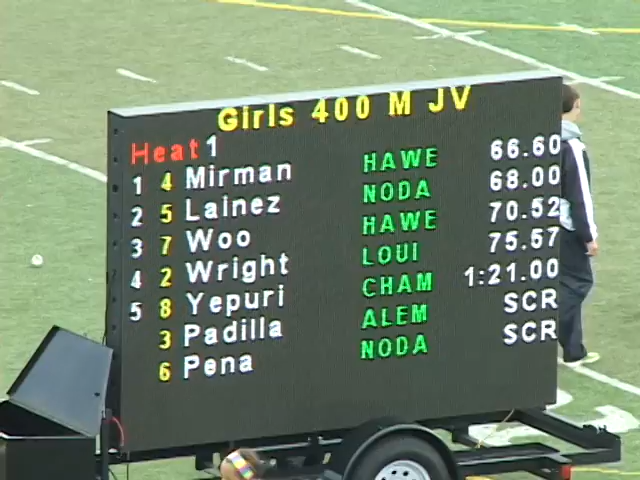 Girls 400 M JV
Heat 1
1 4 Mirman HAWE 66.60
2 5 Lainez NODA 68.00
3 7 Woo HAWE 70.52
4 2 Wright LOUI 75.57
5 8 Yepuri CHAM 1:21.00
3 Padilla ALEM SCR
6 Pena NODA SCR